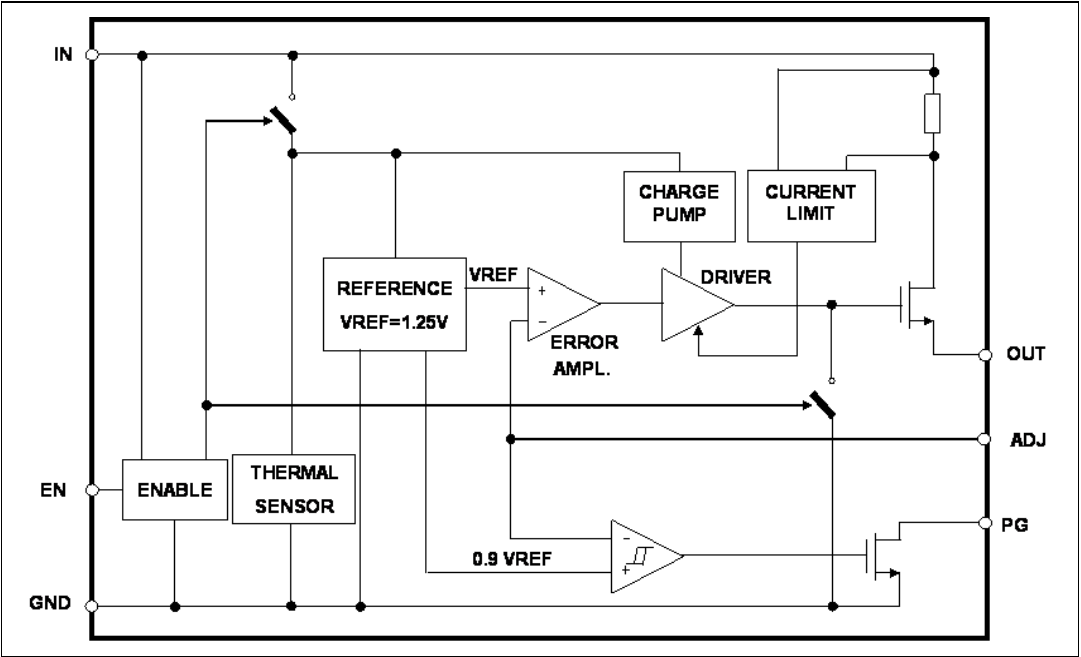 IN
CHARGE
PUMP
CURRENT
LIMIT
REFERENCE
VREF=1.25V
VREF
+
−
ERROR
AMPL.
DRIVER
OUT
ADJ
EN
ENABLE
THERMAL
SENSOR
0.9 VREF
−
+
PG
GND